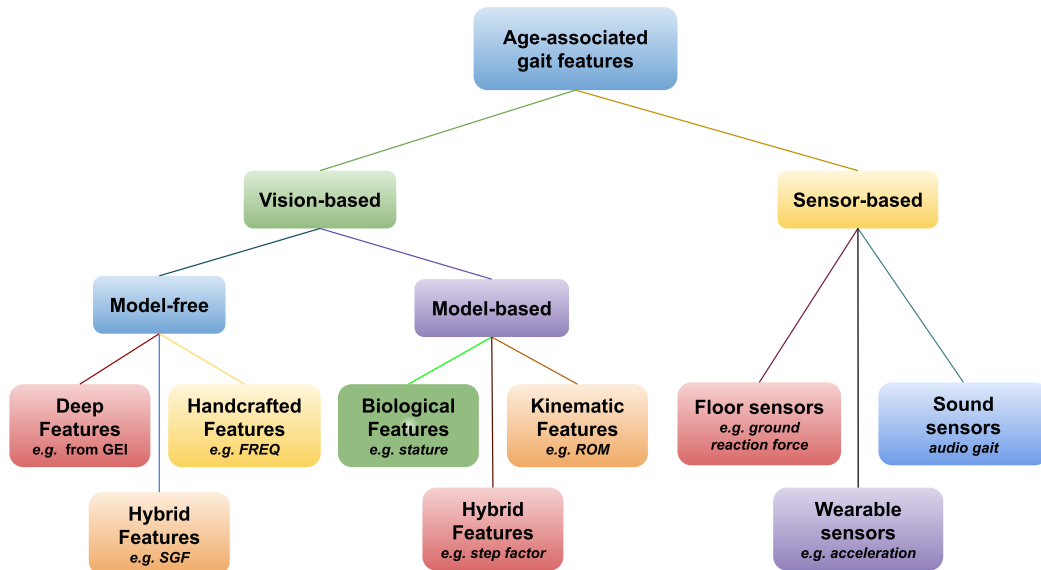 Age-associated
gait features
Vision-based
Sensor-based
Model-free
Model-based
Deep
Features
e.g. from GEI
Handcrafted
Features
e.g. FREQ
Biological
Features
e.g. stature
Kinematic
Features
e.g. ROM
Floor sensors
e.g. ground
reaction force
Sound
sensors
audio gait
Hybrid
Features
e.g. SGF
Hybrid
Features
e.g. step factor
Wearable
sensors
e.g. acceleration